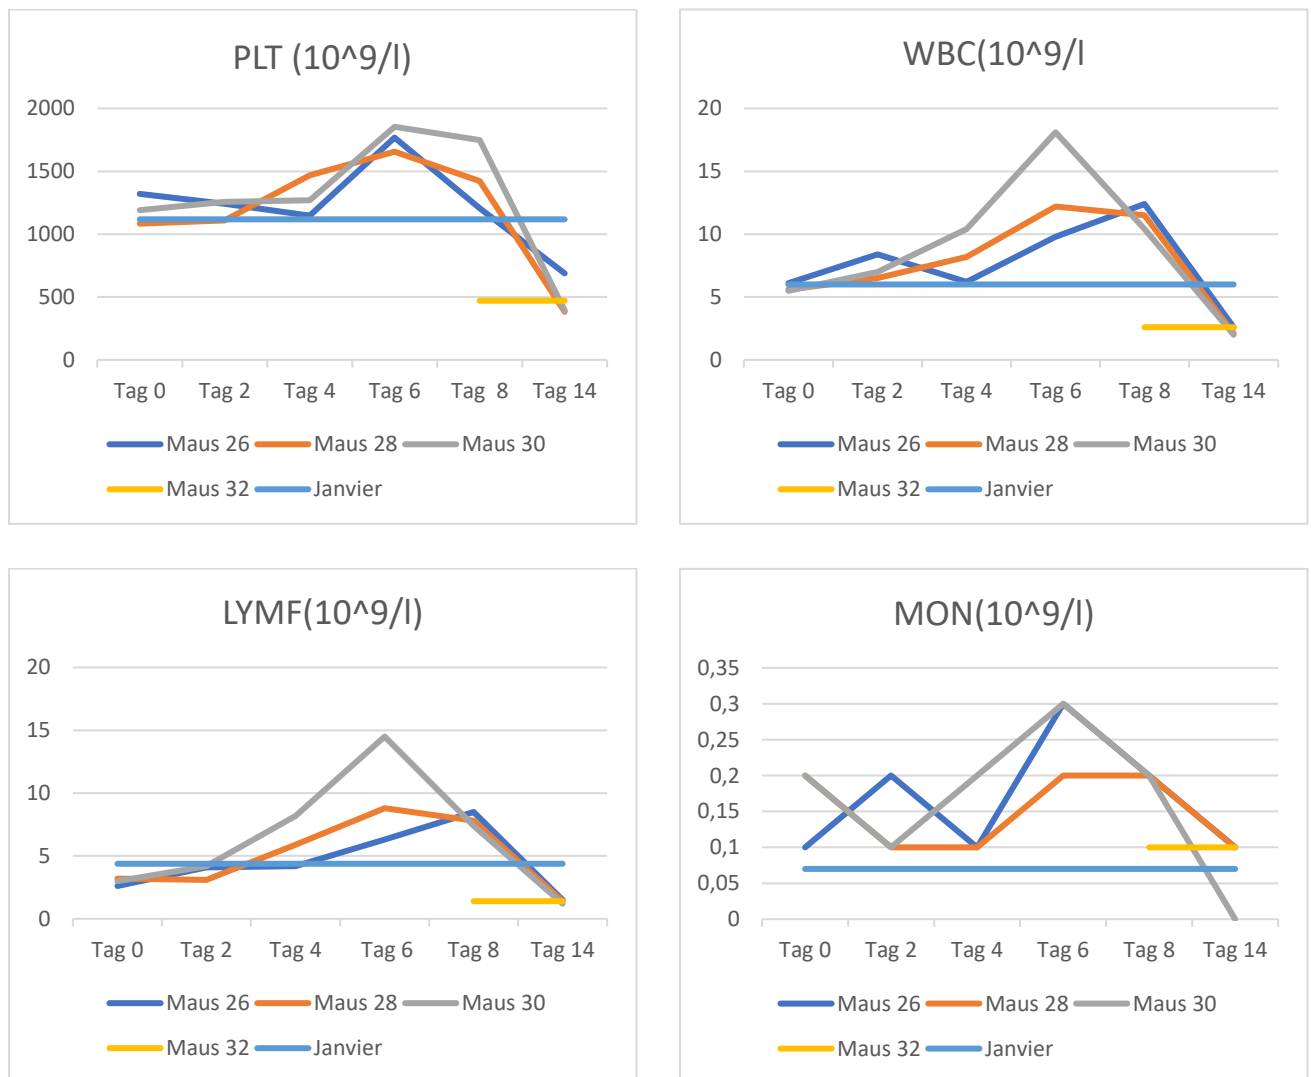 PLT (10^9/l)
2000
1500
1000
500
0
Tag 0 Tag 2 Tag 4 Tag 6 Tag 8 Tag 14
Maus 26 Maus 28 Maus 30
Maus 32 Janvier
WBC(10^9/l
20
15
10
5
0
Tag 0 Tag 2 Tag 4 Tag 6 Tag 8 Tag 14
Maus 26 Maus 28 Maus 30
Maus 32 Janvier
LYMF(10^9/l)
20
15
10
5
0
Tag 0 Tag 2 Tag 4 Tag 6 Tag 8 Tag 14
Maus 26 Maus 28 Maus 30
Maus 32 Janvier
MON(10^9/l)
0,35
0,3
0,25
0,2
0,15
0,1
0,05
0
Tag 0 Tag 2 Tag 4 Tag 6 Tag 8 Tag 14
Maus 26 Maus 28 Maus 30
Maus 32 Janvier